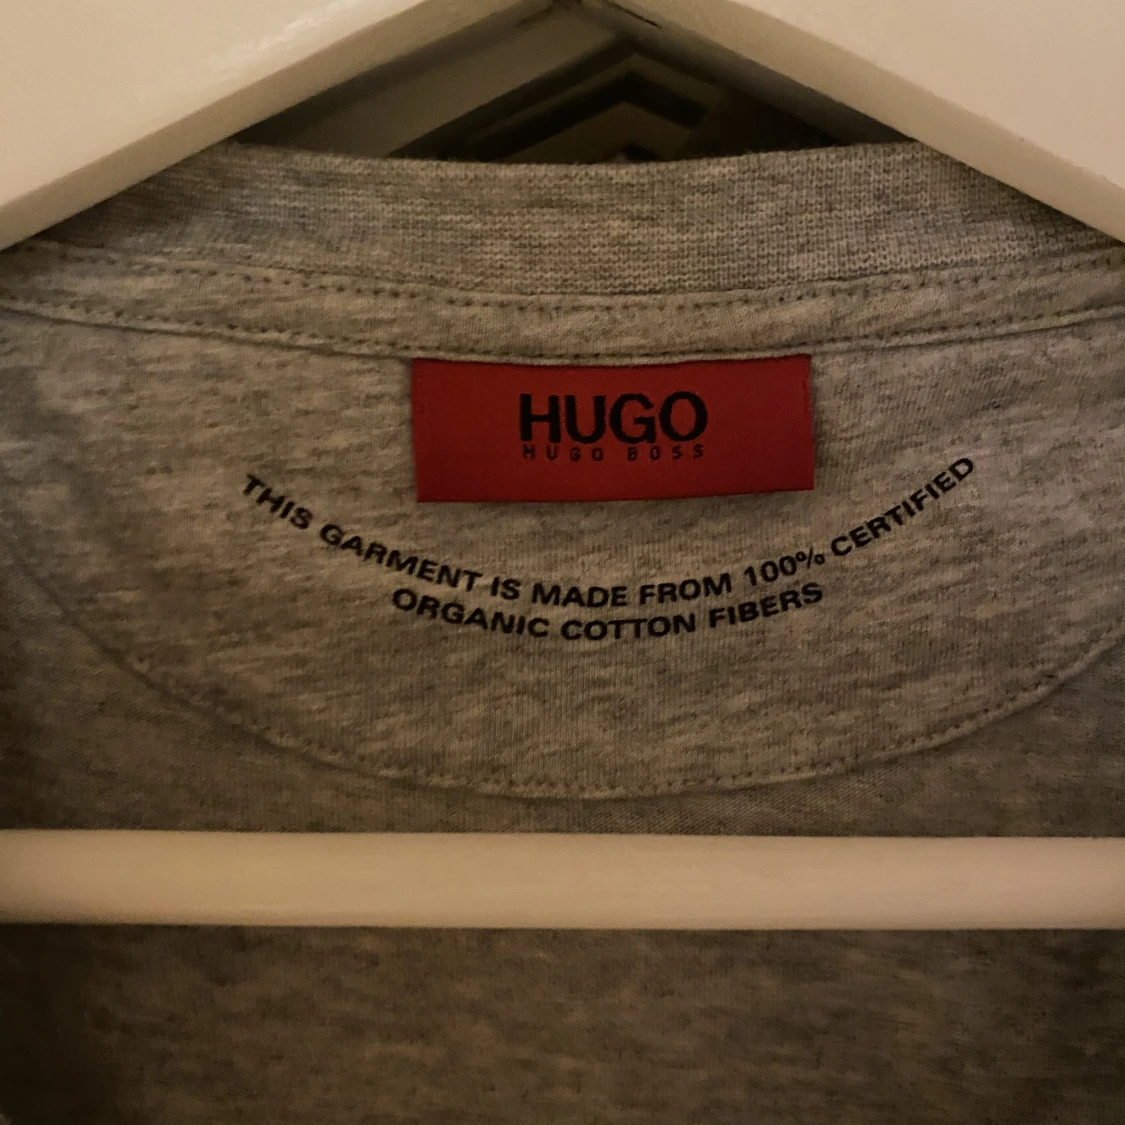 HUGO
HUGO BOSS
THIS GARMENT IS MADE FROM 100% CERTIFIED
ORGANIC COTTON FIBERS